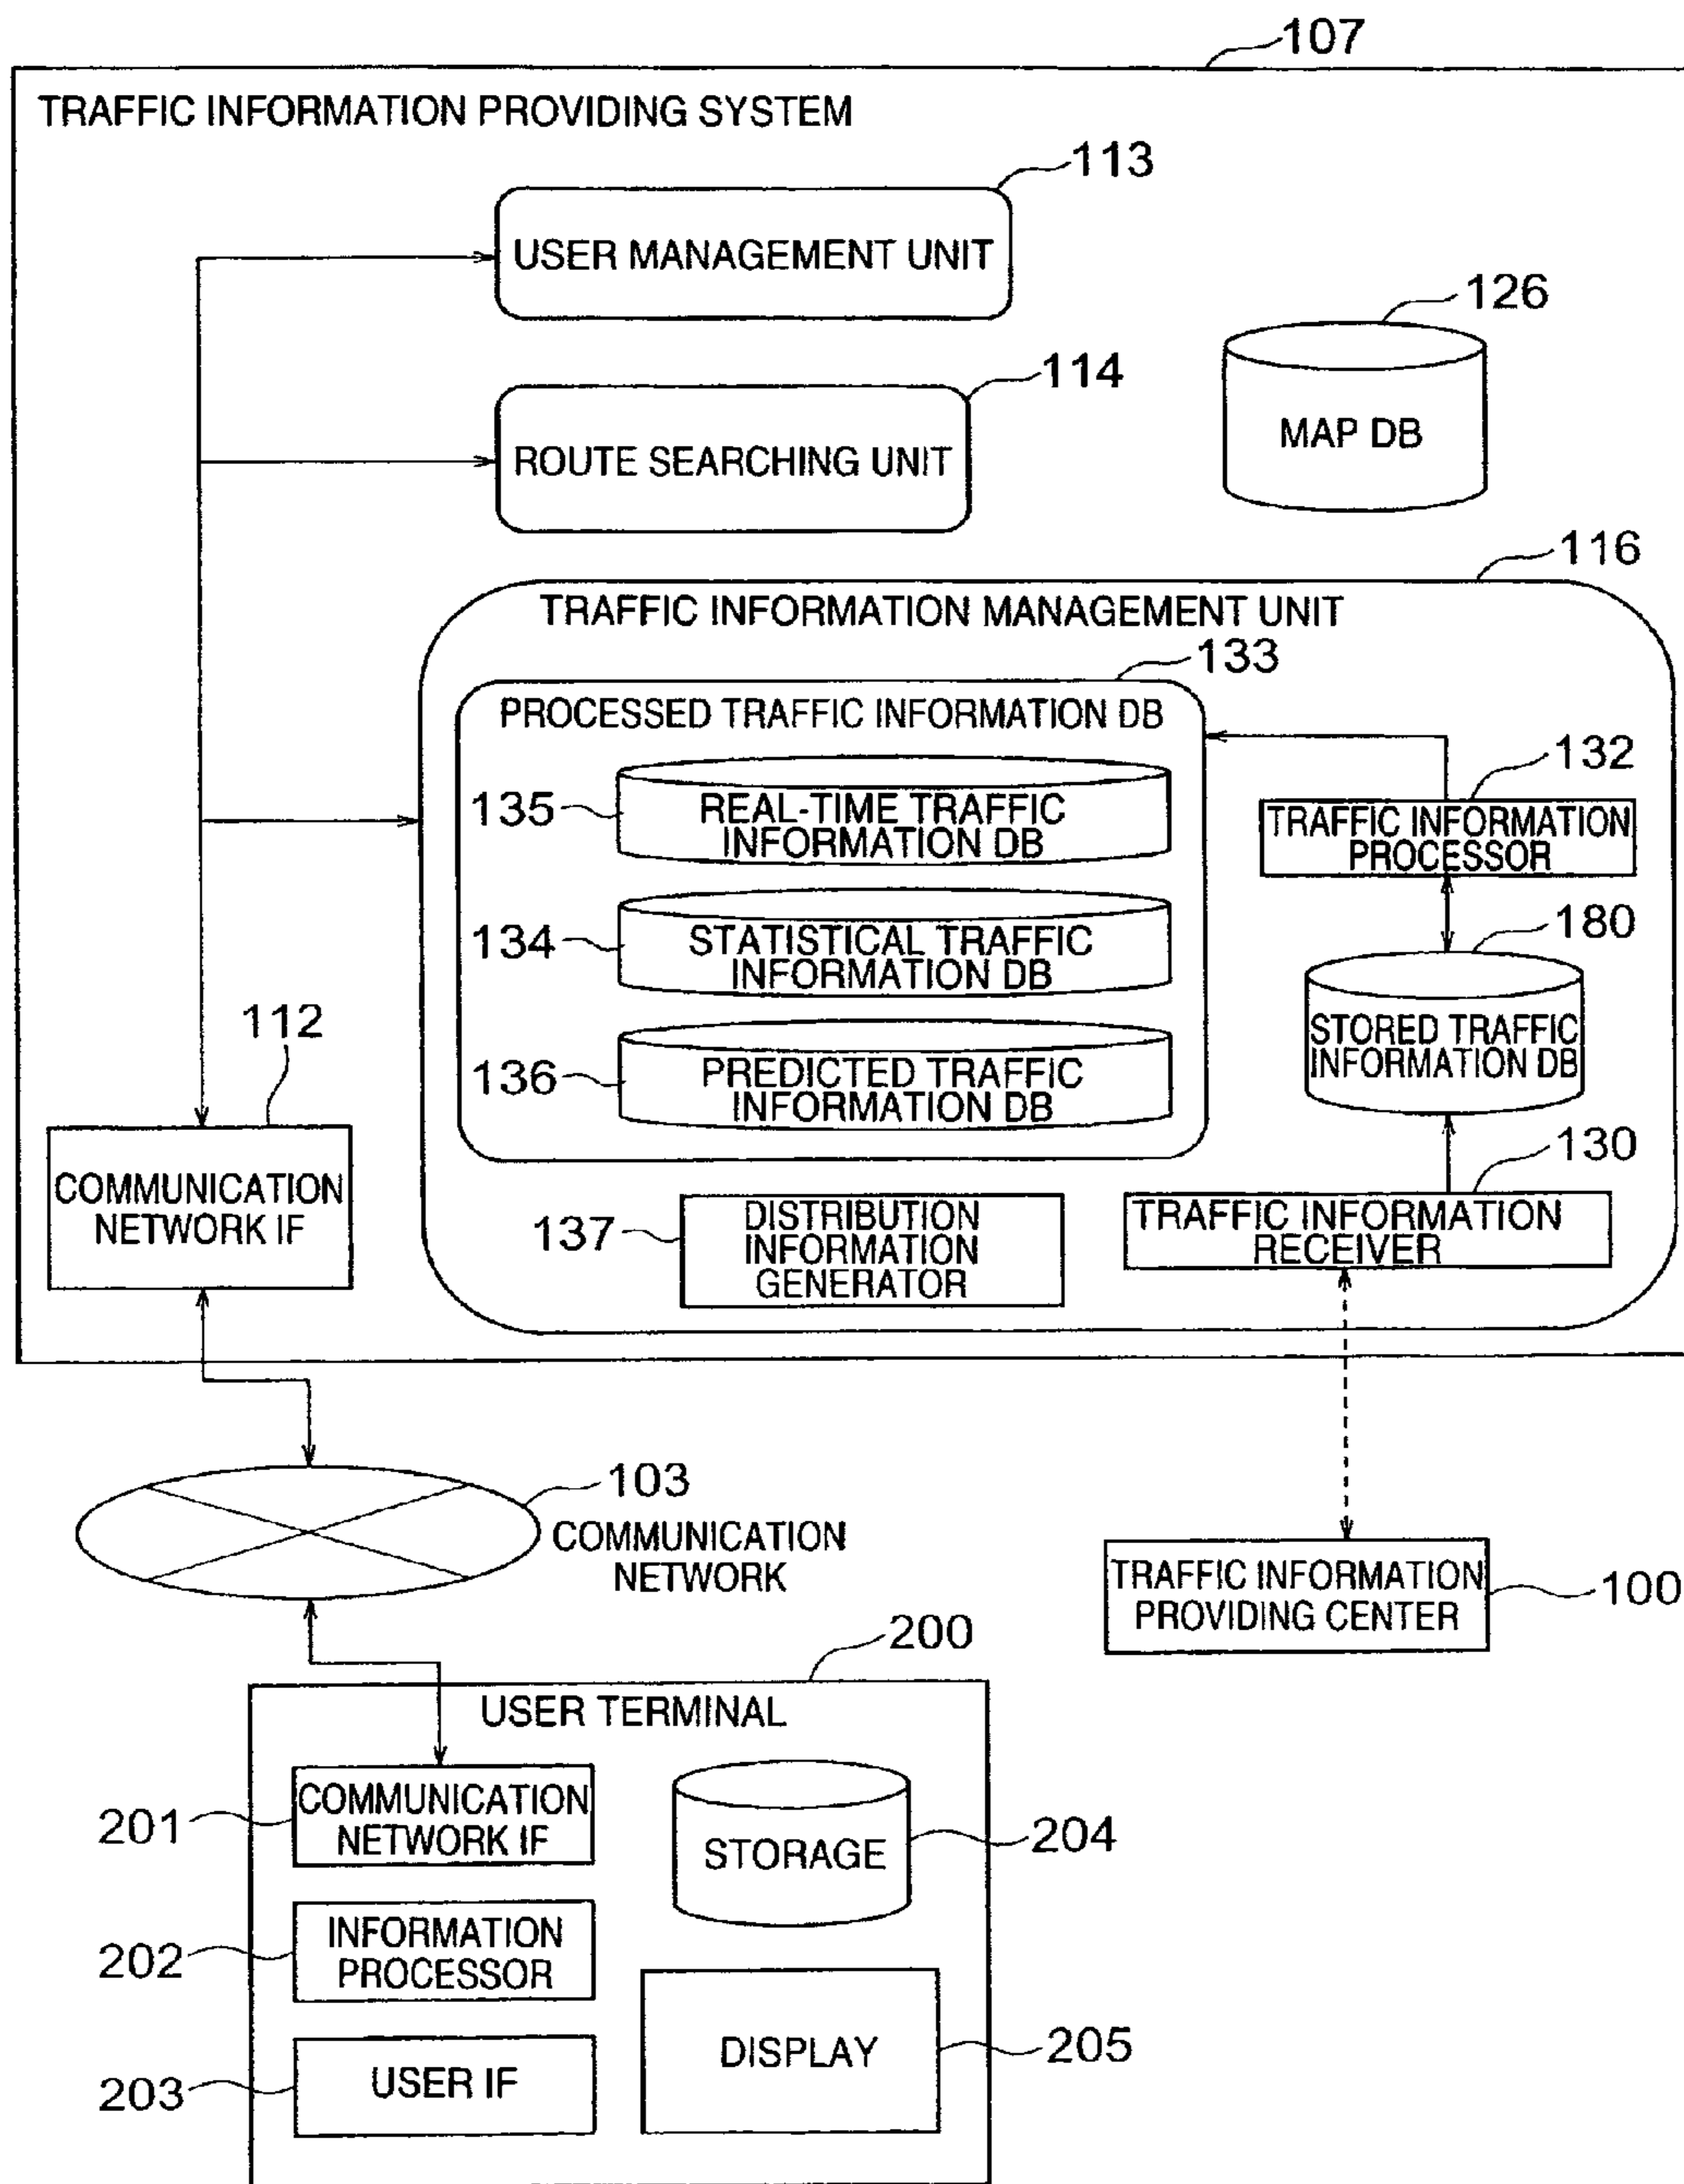 107
TRAFFIC INFORMATION PROVIDING SYSTEM
113
USER MANAGEMENT UNIT
126
MAP DB
114
ROUTE SEARCHING UNIT
116
TRAFFIC INFORMATION MANAGEMENT UNIT
133
PROCESSED TRAFFIC INFORMATION DB
135
REAL-TIME TRAFFIC
INFORMATION DB
134
STATISTICAL TRAFFIC
INFORMATION DB
136
PREDICTED TRAFFIC
INFORMATION DB
132
TRAFFIC INFORMATION
PROCESSOR
180
STORED TRAFFIC
INFORMATION DB
130
TRAFFIC INFORMATION
RECEIVER
137
DISTRIBUTION
INFORMATION
GENERATOR
112
COMMUNICATION
NETWORK IF
103
COMMUNICATION
NETWORK
TRAFFIC INFORMATION
PROVIDING CENTER
100
200
USER TERMINAL
201
COMMUNICATION
NETWORK IF
STORAGE
204
202
INFORMATION
PROCESSOR
203
USER IF
DISPLAY
205